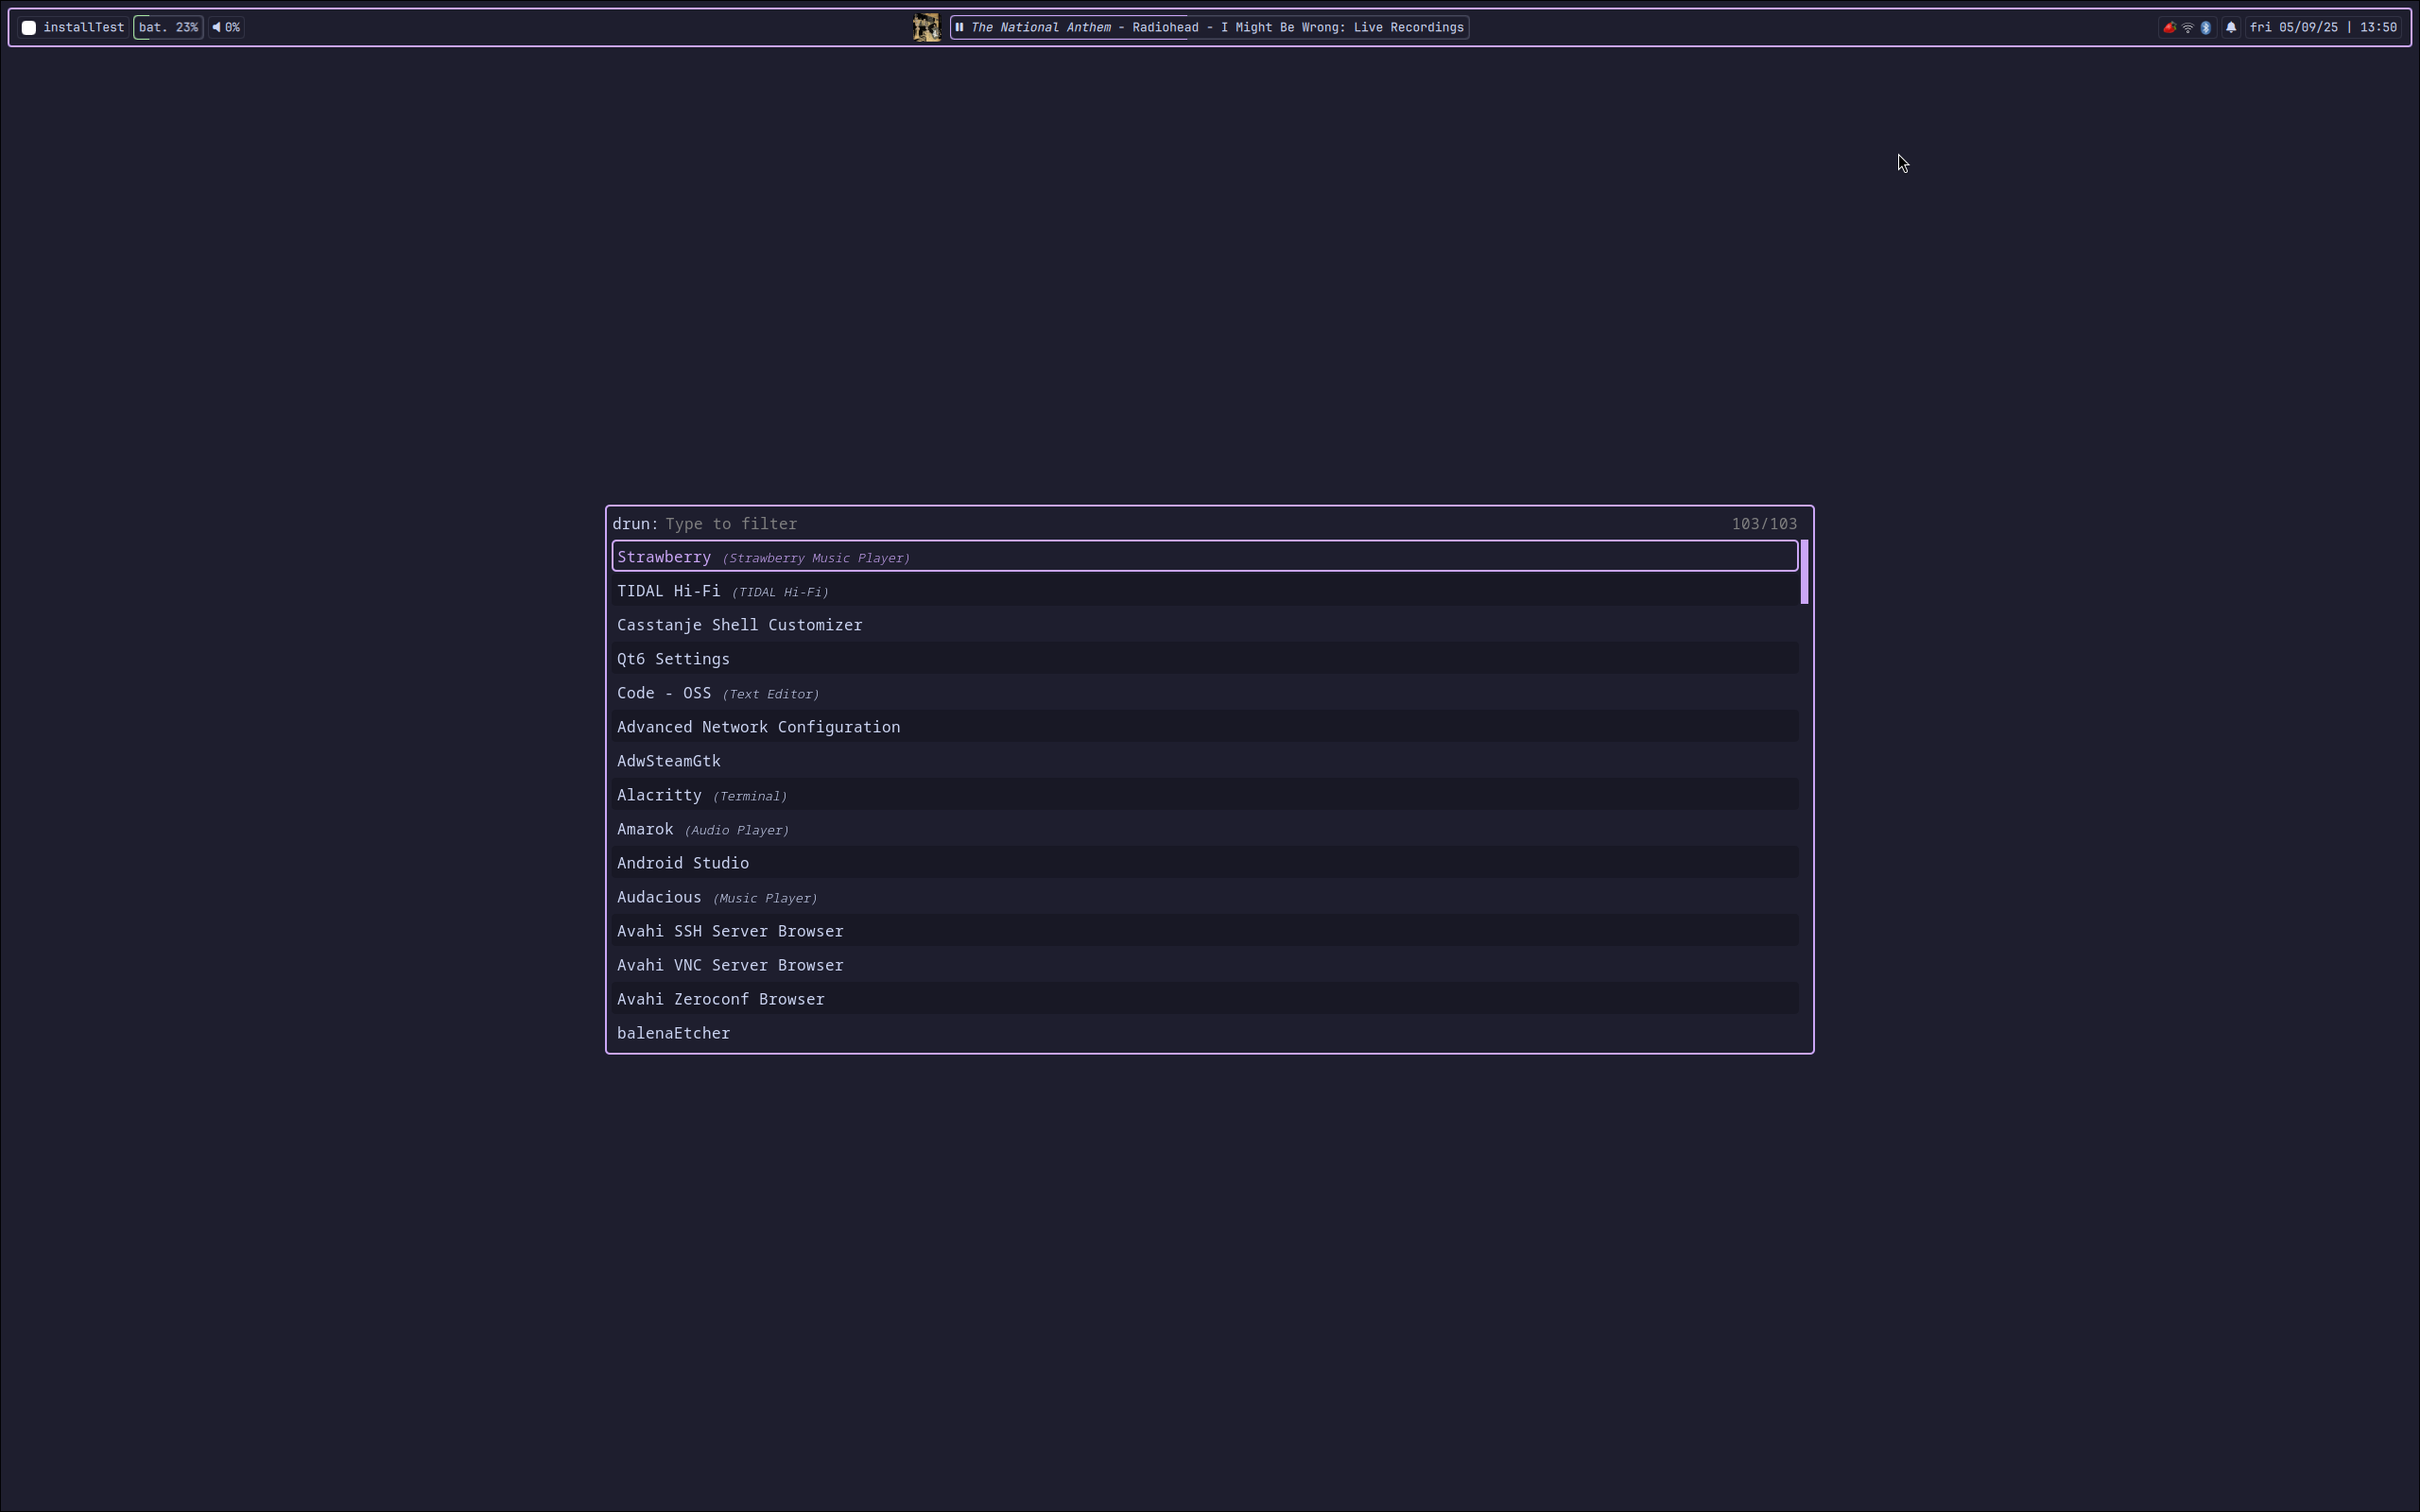 installTest bat. 23% 0% The National Anthem - Radiohead - I Might Be Wrong: Live Recordings fri 05/09/25 | 13:50
drun: Type to filter 103/103
Strawberry (Strawberry Music Player)
TIDAL Hi-Fi (TIDAL Hi-Fi)
Casstanje Shell Customizer
Qt6 Settings
Code - OSS (Text Editor)
Advanced Network Configuration
AdwSteamGtk
Alacritty (Terminal)
Amarok (Audio Player)
Android Studio
Audacious (Music Player)
Avahi SSH Server Browser
Avahi VNC Server Browser
Avahi Zeroconf Browser
balenaEtcher